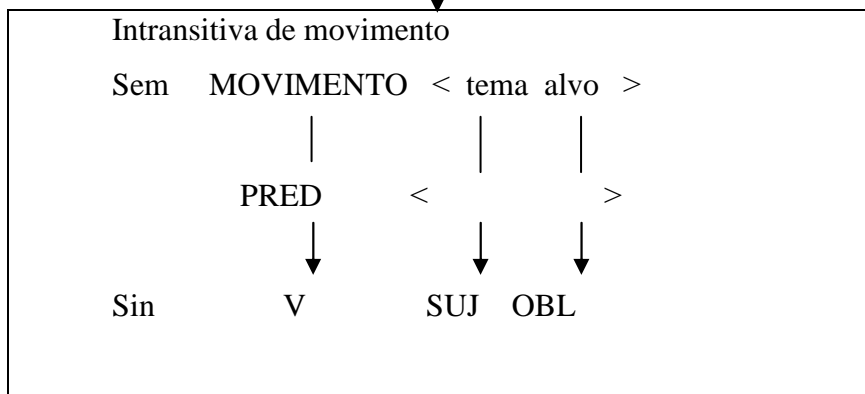 Intransitiva de movimento
Sem MOVIMENTO < tema alvo >
PRED < >
Sin V SUJ OBL